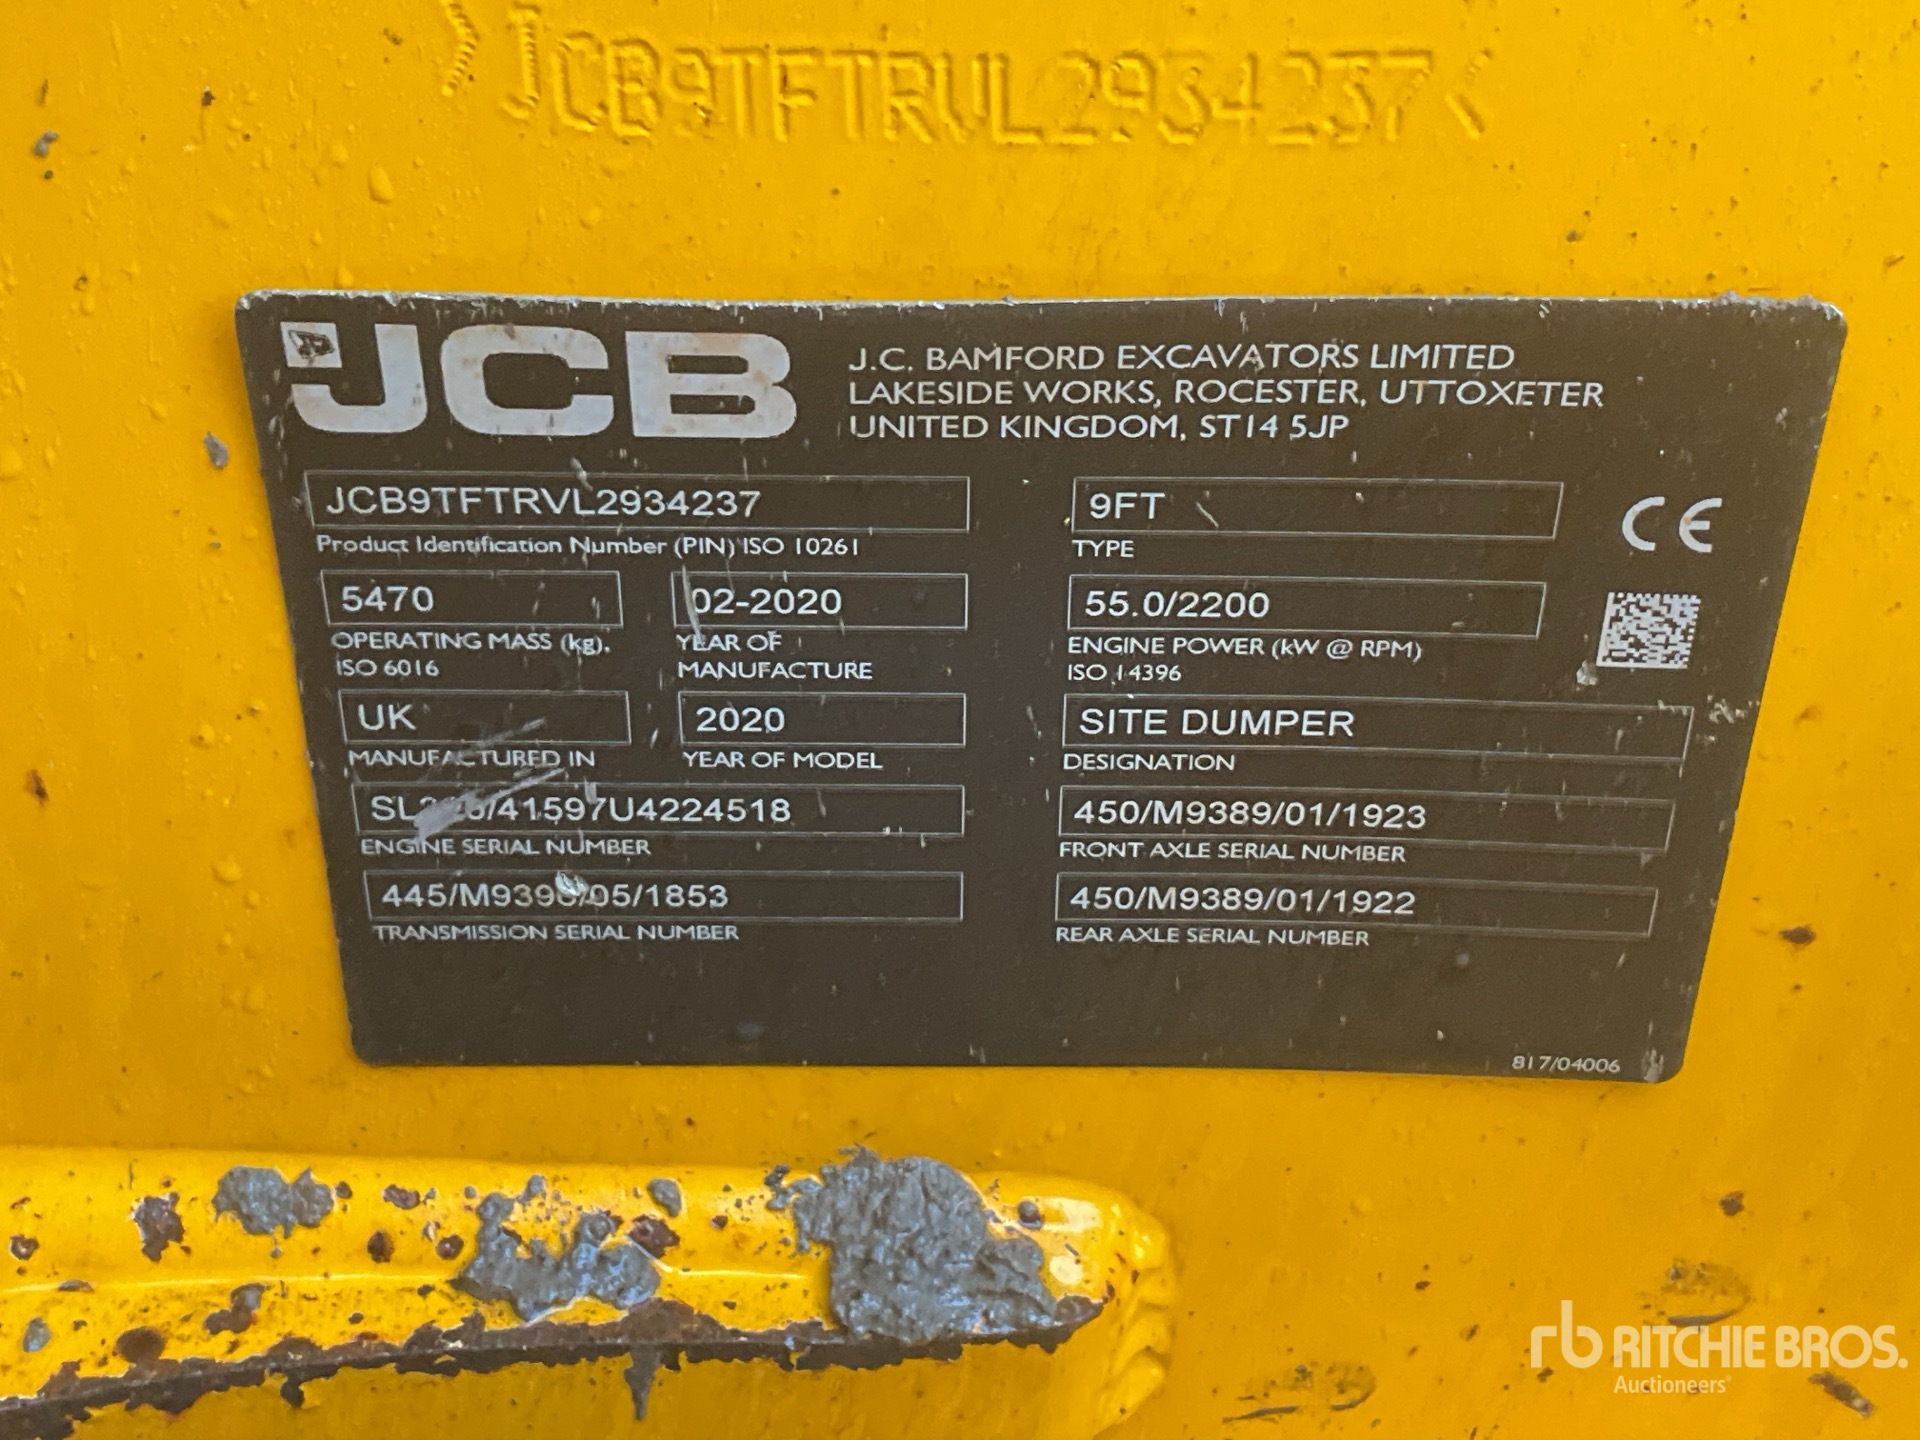 >JCB9TFTRVL2934237<
JCB
J.C. BAMFORD EXCAVATORS LIMITED
LAKESIDE WORKS, ROCESTER, UTTOXETER
UNITED KINGDOM, ST14 5JP
JCB9TFTRVL2934237
Product Identification Number (PIN) ISO 10261
9FT
TYPE
CE
5470
OPERATING MASS (kg).
ISO 6016
02-2020
YEAR OF
MANUFACTURE
55.0/2200
ENGINE POWER (kW @ RPM)
ISO 14396
UK
MANUFACTURED IN
2020
YEAR OF MODEL
SITE DUMPER
DESIGNATION
ENGINE SERIAL NUMBER
450/M9389/01/1923
FRONT AXLE SERIAL NUMBER
TRANSMISSION SERIAL NUMBER
450/M9389/01/1922
REAR AXLE SERIAL NUMBER
817/04006
rb RITCHIE BROS.
Auctioneers